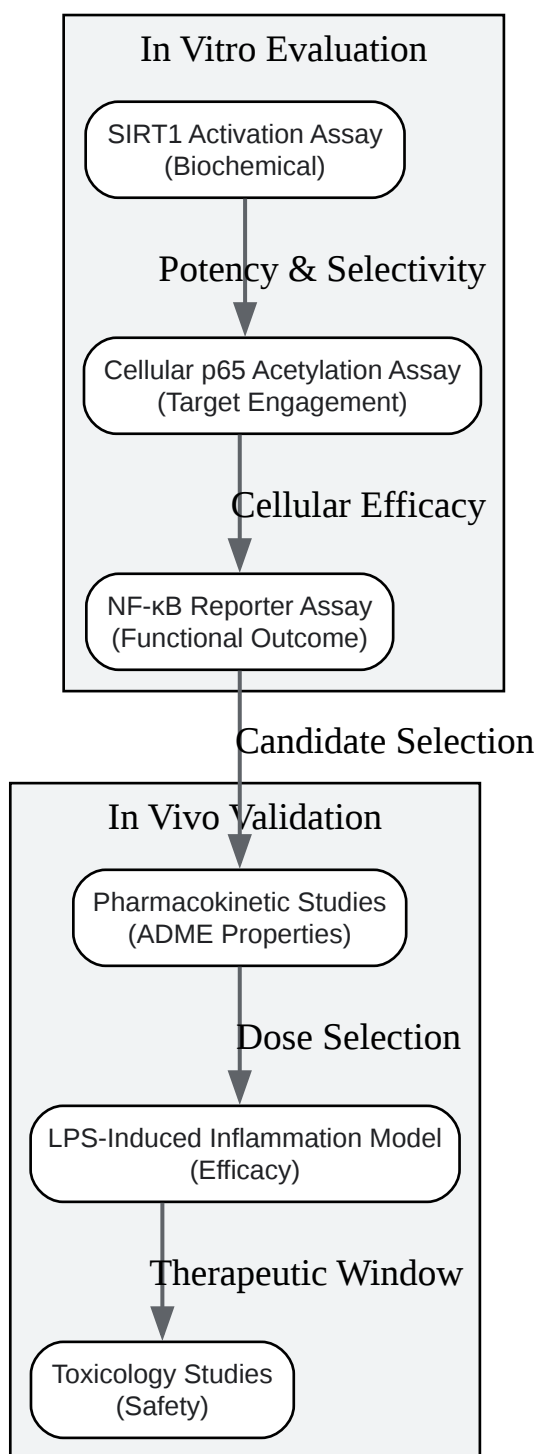 In Vitro Evaluation
SIRT1 Activation Assay
(Biochemical)
Potency & Selectivity
Cellular p65 Acetylation Assay
(Target Engagement)
Cellular Efficacy
NF-κB Reporter Assay
(Functional Outcome)
Candidate Selection
In Vivo Validation
Pharmacokinetic Studies
(ADME Properties)
Dose Selection
LPS-Induced Inflammation Model
(Efficacy)
Therapeutic Window
Toxicology Studies
(Safety)